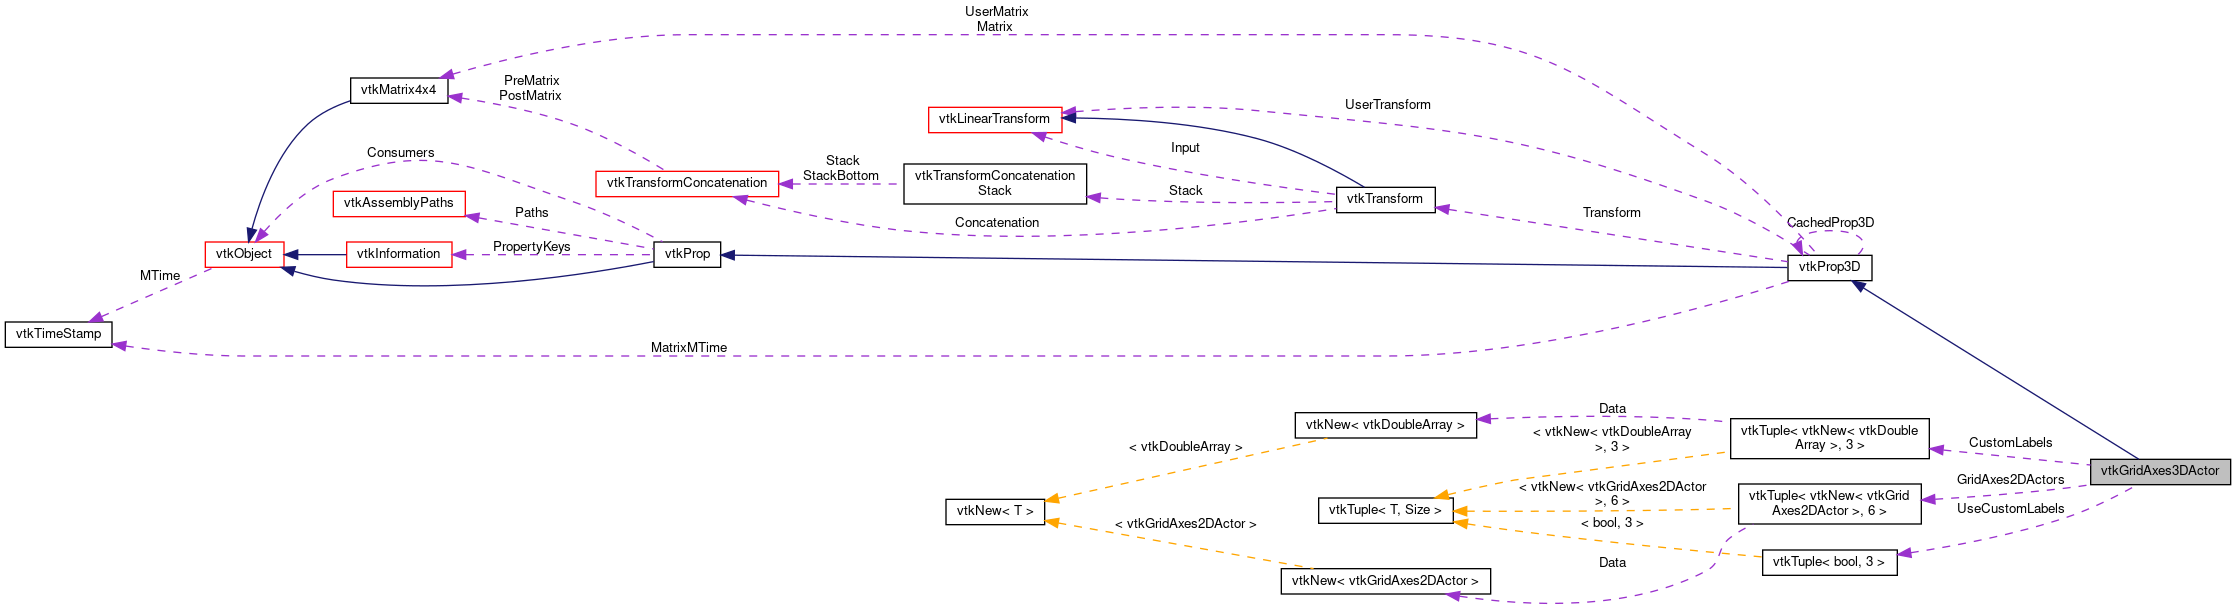 UserMatrix
Matrix
vtkMatrix4x4
PreMatrix
PostMatrix
vtkLinearTransform
UserTransform
Consumers
Input
Stack
StackBottom
vtkTransformConcatenation
vtkTransformConcatenation
Stack
Stack
vtkTransform
vtkAssemblyPaths
Paths
Concatenation
Transform
CachedProp3D
vtkObject
vtkInformation
PropertyKeys
vtkProp
vtkProp3D
MTime
vtkTimeStamp
MatrixMTime
Data
vtkNew< vtkDoubleArray >
< vtkNew< vtkDoubleArray
>, 3 >
vtkTuple< vtkNew< vtkDouble
Array >, 3 >
CustomLabels
< vtkDoubleArray >
vtkGridAxes3DActor
GridAxes2DActors
vtkNew< T >
vtkTuple< T, Size >
< vtkNew< vtkGridAxes2DActor
>, 6 >
vtkTuple< vtkNew< vtkGrid
Axes2DActor >, 6 >
UseCustomLabels
< vtkGridAxes2DActor >
< bool, 3 >
vtkTuple< bool, 3 >
Data
vtkNew< vtkGridAxes2DActor >